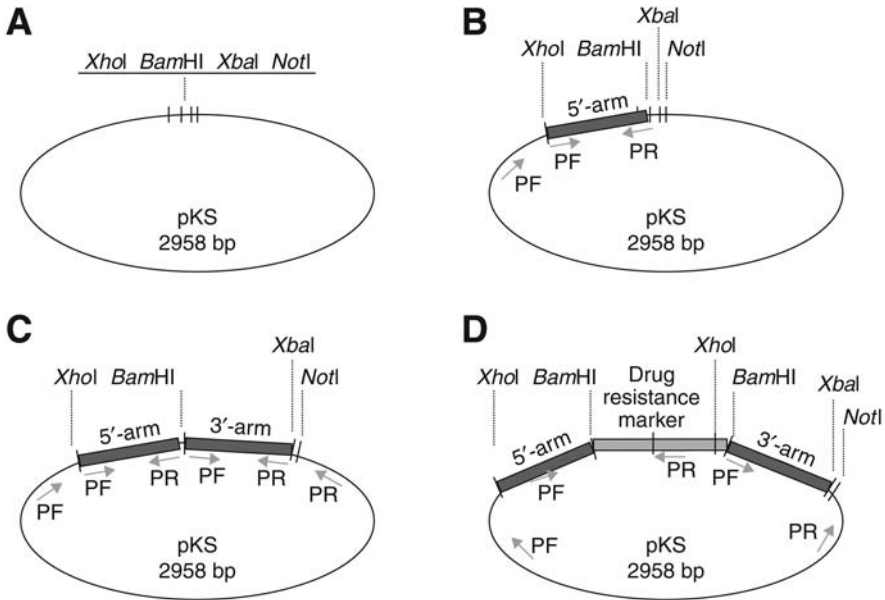 A
XhoI BamHI XbaI NotI
pKS
2958 bp
B
XbaI
XhoI BamHI NotI
5′-arm
PF
PR
PF
pKS
2958 bp
C
XbaI
XhoI BamHI NotI
5′-arm 3′-arm
PF PR PF PR
PF PR
pKS
2958 bp
D
XhoI
XhoI BamHI Drug BamHI XbaI
resistance
marker
NotI
5′-arm 3′-arm
PR
PF PF
PF PR
pKS
2958 bp